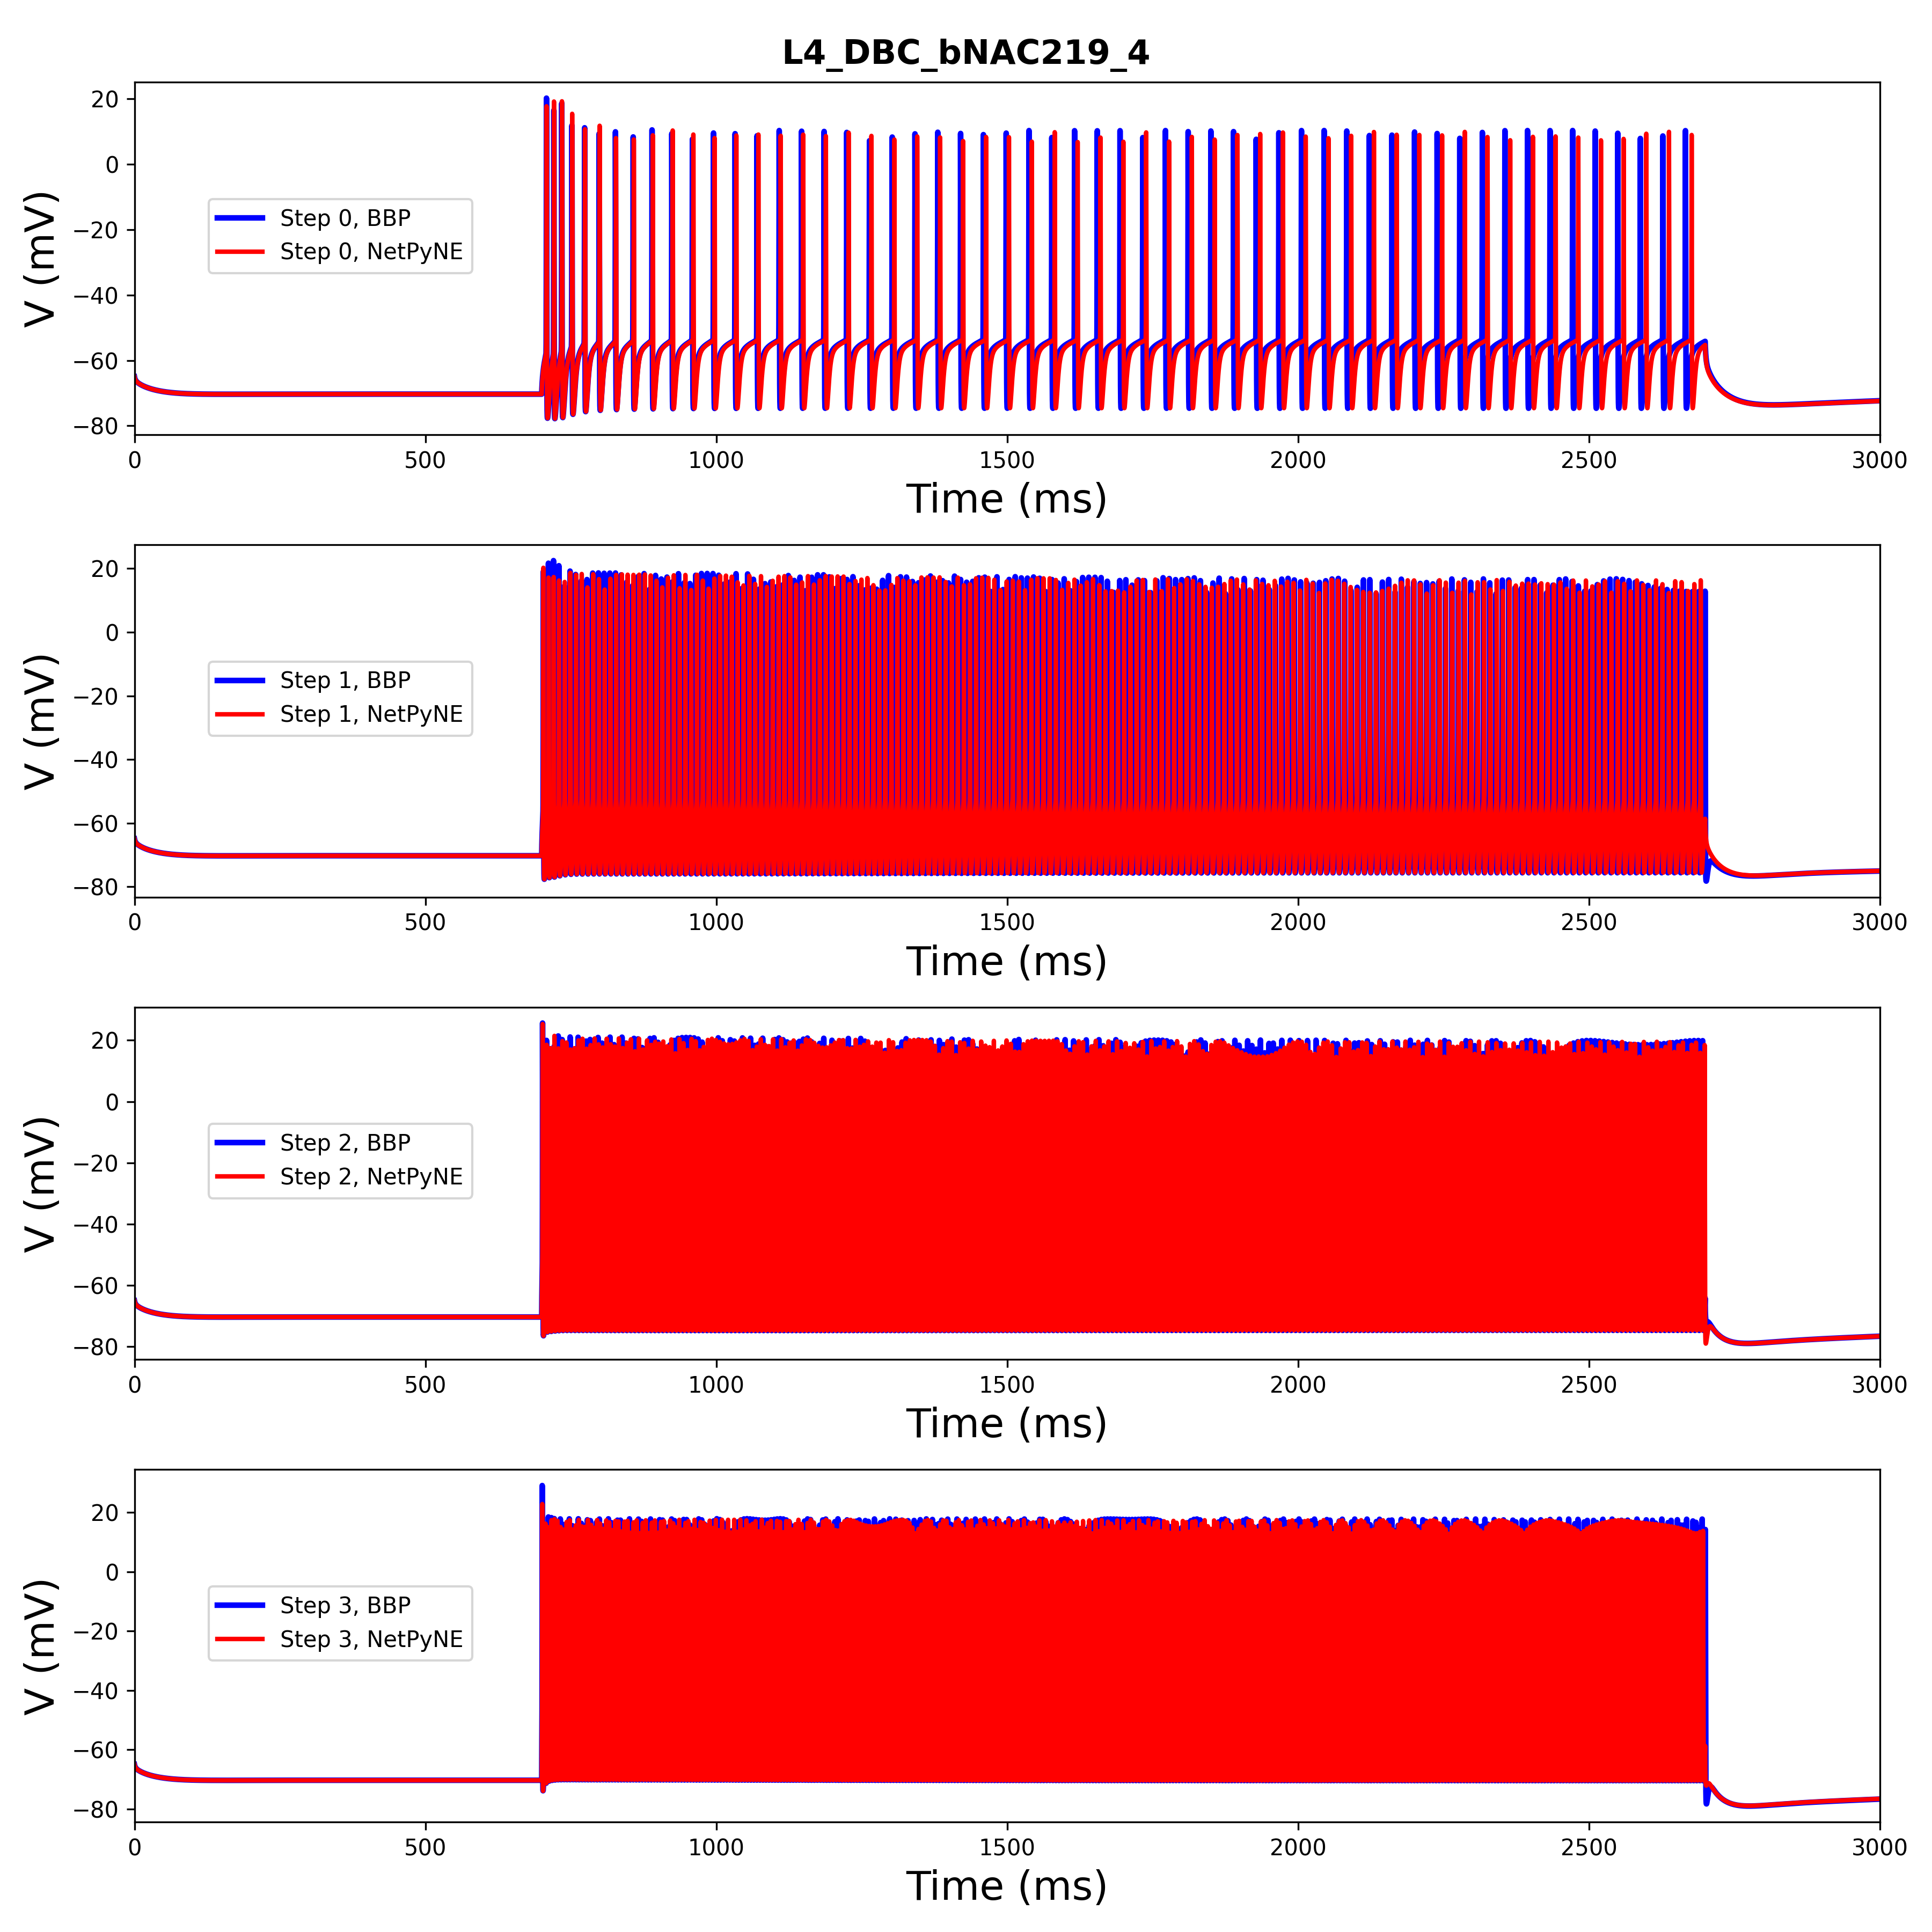 L4_DBC_bNAC219_4
20
0
−20
−40
−60
−80
V (mV)
Step 0, BBP
Step 0, NetPyNE
0 500 1000 1500 2000 2500 3000
Time (ms)
20
0
−20
−40
−60
−80
V (mV)
Step 1, BBP
Step 1, NetPyNE
0 500 1000 1500 2000 2500 3000
Time (ms)
20
0
−20
−40
−60
−80
V (mV)
Step 2, BBP
Step 2, NetPyNE
0 500 1000 1500 2000 2500 3000
Time (ms)
20
0
−20
−40
−60
−80
V (mV)
Step 3, BBP
Step 3, NetPyNE
0 500 1000 1500 2000 2500 3000
Time (ms)